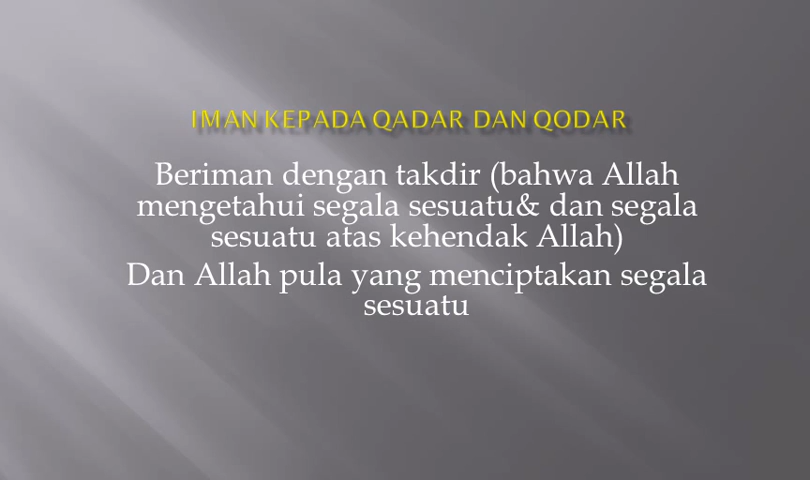 IMAN KEPADA QADAR DAN QODAR
Beriman dengan takdir (bahwa Allah
mengetahui segala sesuatu& dan segala
sesuatu atas kehendak Allah)
Dan Allah pula yang menciptakan segala
sesuatu